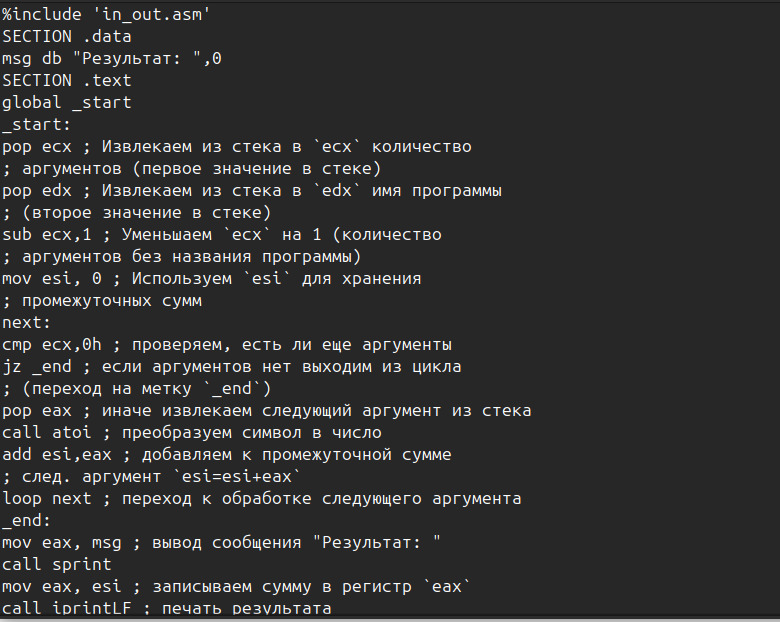 %include 'in_out.asm'
SECTION .data
msg db "Результат: ",0
SECTION .text
global _start
_start:
pop ecx ; Извлекаем из стека в `ecx` количество
; аргументов (первое значение в стеке)
pop edx ; Извлекаем из стека в `edx` имя программы
; (второе значение в стеке)
sub ecx,1 ; Уменьшаем `ecx` на 1 (количество
; аргументов без названия программы)
mov esi, 0 ; Используем `esi` для хранения
; промежуточных сумм
next:
cmp ecx,0h ; проверяем, есть ли еще аргументы
jz _end ; если аргументов нет выходим из цикла
; (переход на метку `_end`)
pop eax ; иначе извлекаем следующий аргумент из стека
call atoi ; преобразуем символ в число
add esi,eax ; добавляем к промежуточной сумме
; след. аргумент `esi=esi+eax`
loop next ; переход к обработке следующего аргумента
_end:
mov eax, msg ; вывод сообщения "Результат: "
call sprint
mov eax, esi ; записываем сумму в регистр `eax`
call iprintLF ; печать результата